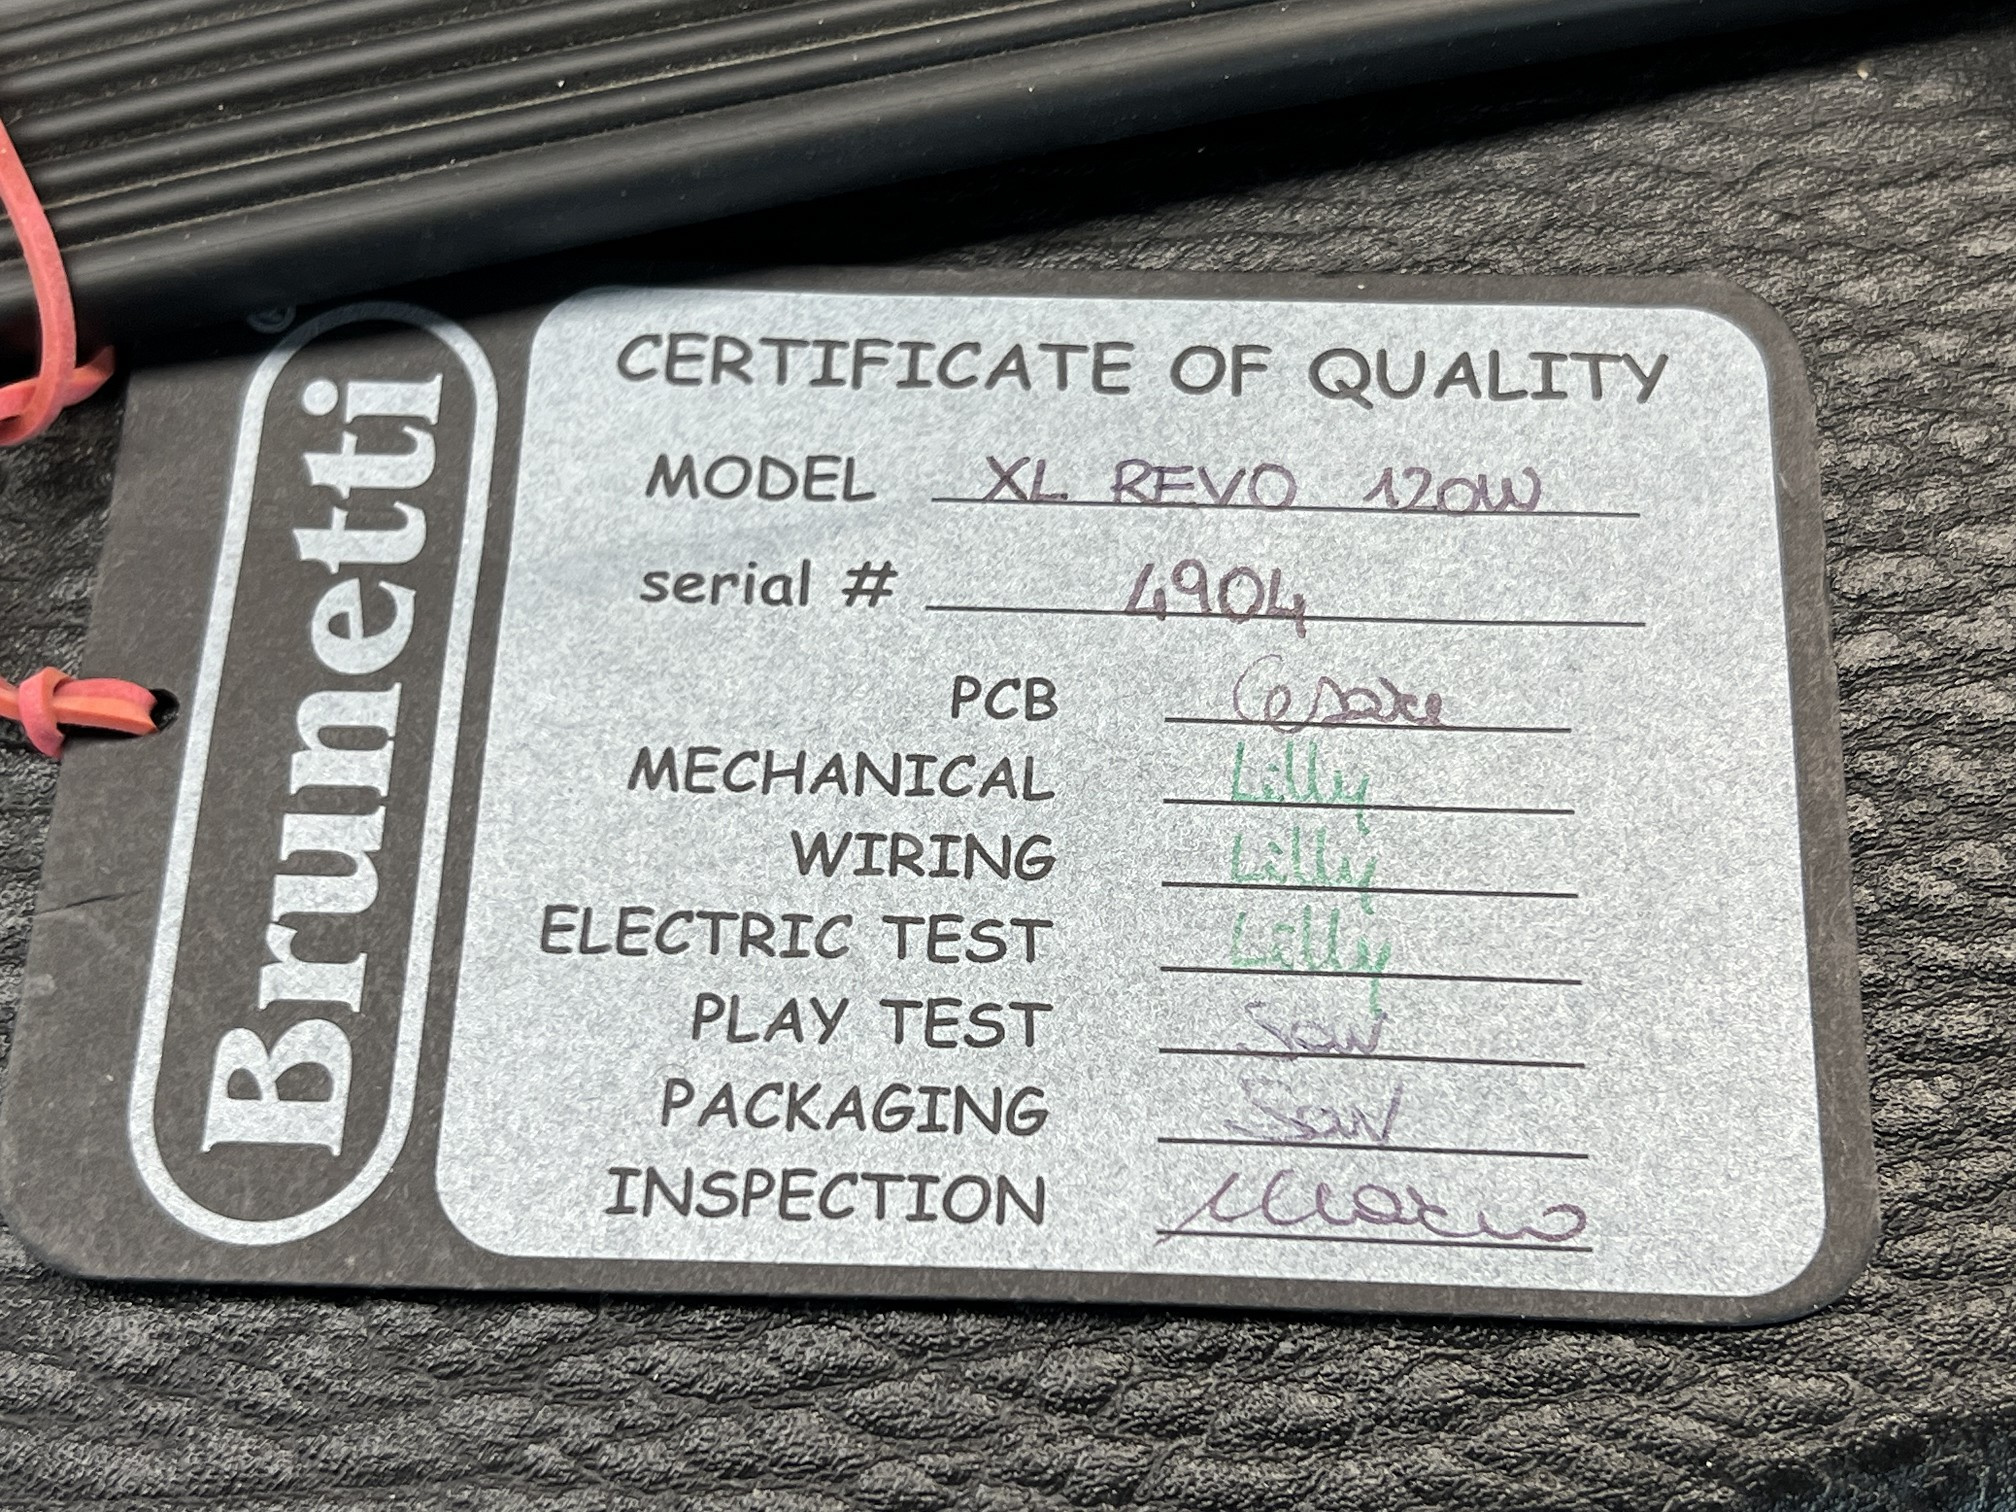 Brunetti
CERTIFICATE OF QUALITY
MODEL XL REVO 120W
serial # 4904
PCB Cesare
MECHANICAL Lilly
WIRING Lilly
ELECTRIC TEST Lilly
PLAY TEST
PACKAGING
INSPECTION Marco